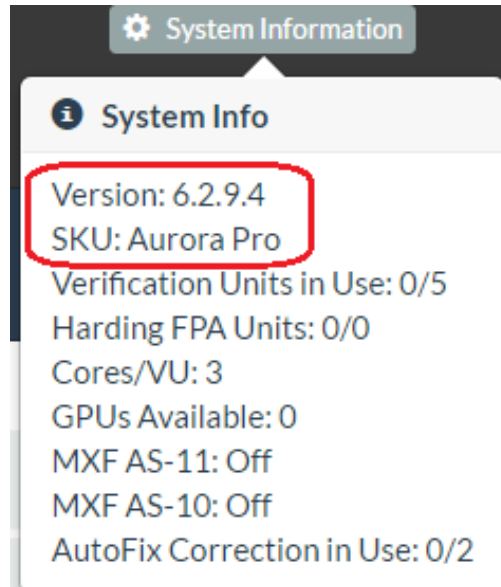 System Information
System Info
Version: 6.2.9.4
SKU: Aurora Pro
Verification Units in Use: 0/5
Harding FPA Units: 0/0
Cores/VU: 3
GPUs Available: 0
MXF AS-11: Off
MXF AS-10: Off
AutoFix Correction in Use: 0/2